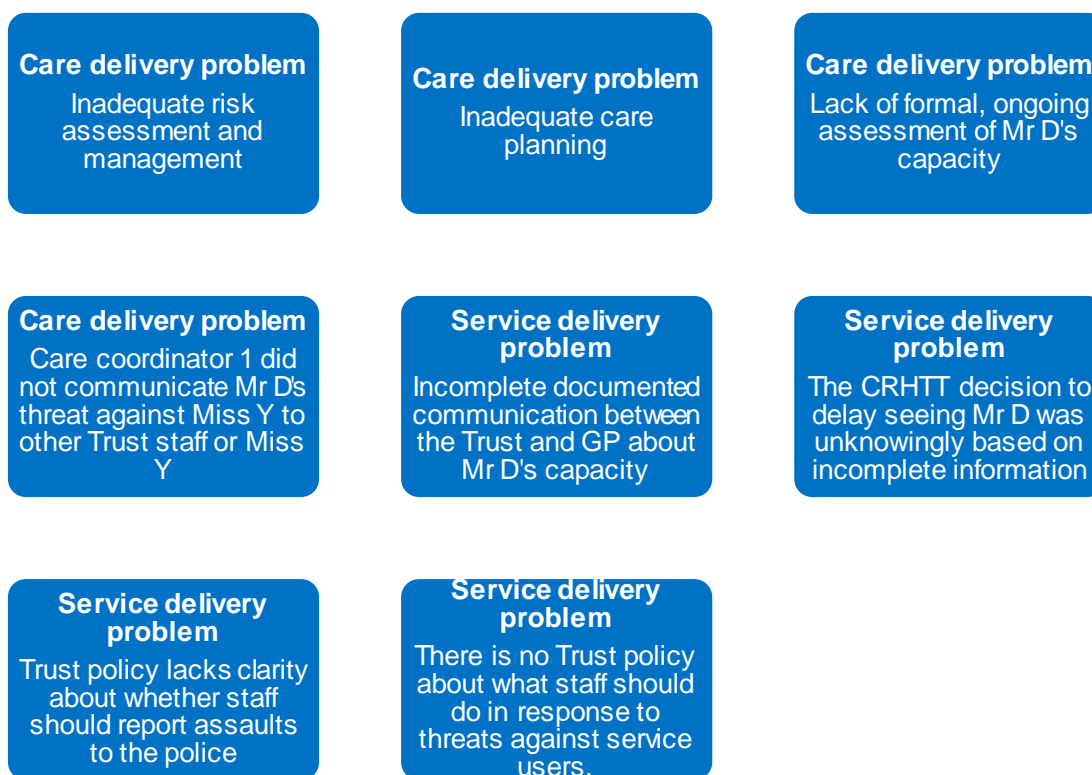 Care delivery problem
Inadequate risk
assessment and
management
Care delivery problem
Inadequate care
planning
Care delivery problem
Lack of formal, ongoing
assessment of Mr D's
capacity
Care delivery problem
Care coordinator 1 did
not communicate Mr D's
threat against Miss Y to
other Trust staff or Miss
Y
Service delivery
problem
Incomplete documented
communication between
the Trust and GP about
Mr D's capacity
Service delivery
problem
The CRHTT decision to
delay seeing Mr D was
unknowingly based on
incomplete information
Service delivery
problem
Trust policy lacks clarity
about whether staff
should report assaults
to the police
Service delivery
problem
There is no Trust policy
about what staff should
do in response to
threats against service
users.